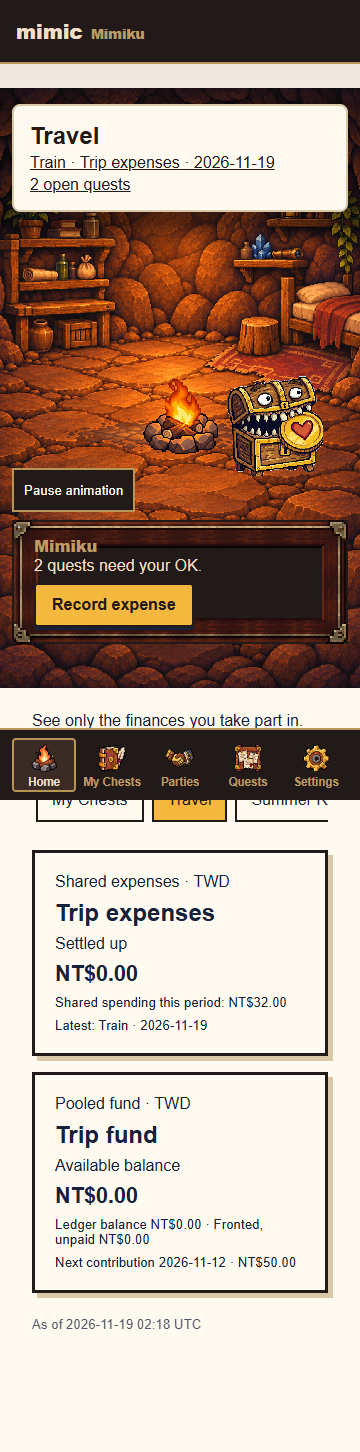 mimic Mimiku
Travel
Train · Trip expenses · 2026-11-19
2 open quests
Pause animation
Mimiku
2 quests need your OK.
Record expense
See only the finances you take part in.
Home
My Chests
Parties
Quests
Settings
My Chests
Travel
Summer R
Shared expenses · TWD
Trip expenses
Settled up
NT$0.00
Shared spending this period: NT$32.00
Latest: Train · 2026-11-19
Pooled fund · TWD
Trip fund
Available balance
NT$0.00
Ledger balance NT$0.00 · Fronted,
unpaid NT$0.00
Next contribution 2026-11-12 · NT$50.00
As of 2026-11-19 02:18 UTC